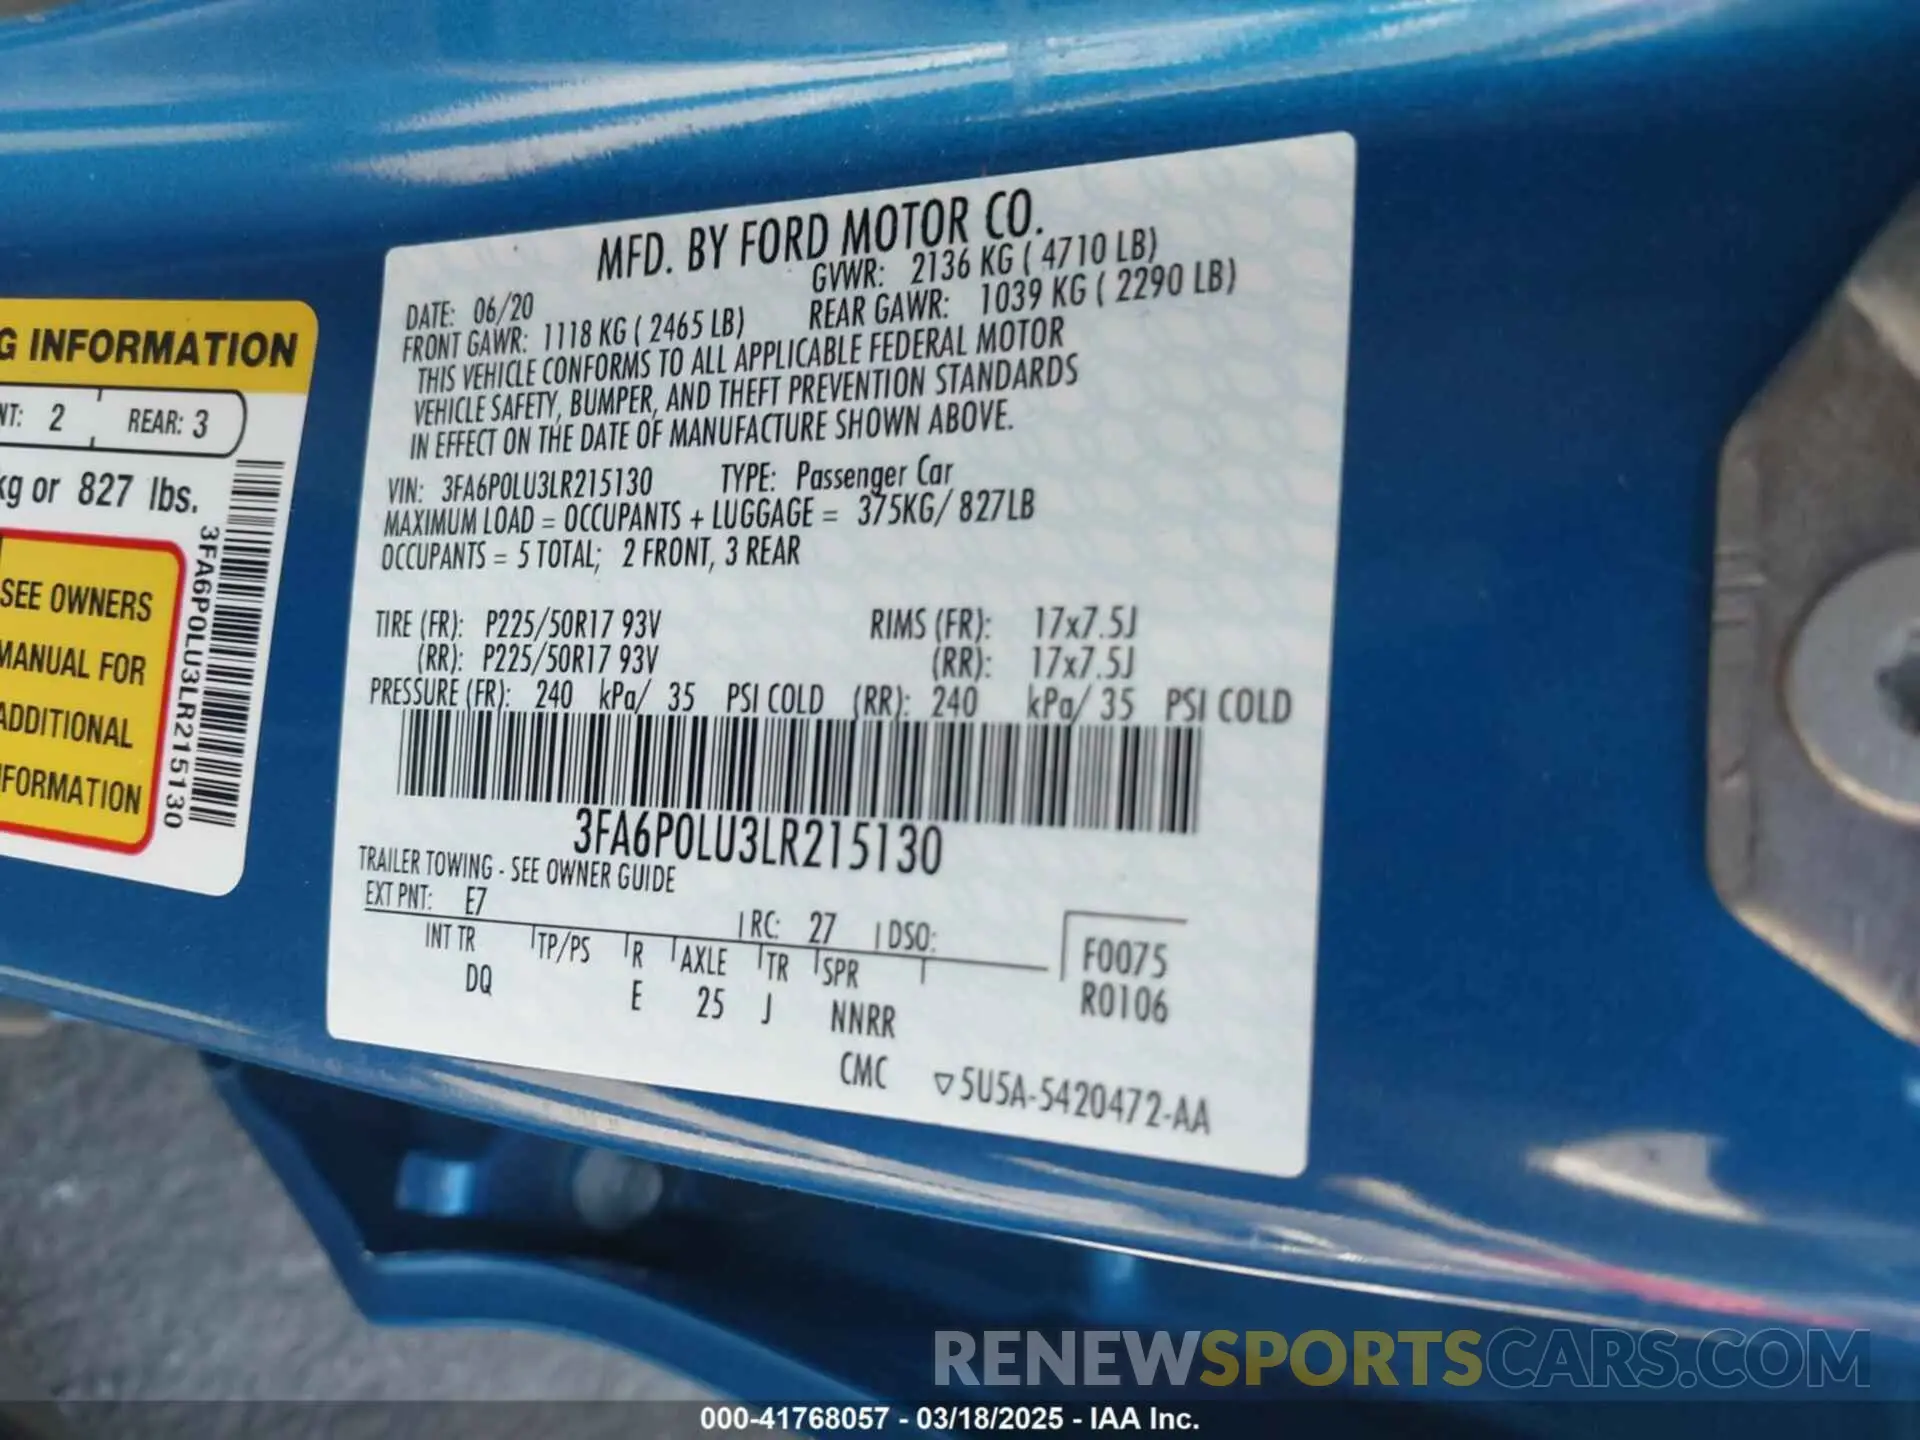 G INFORMATION
NT: 2 REAR: 3
kg or 827 lbs.
SEE OWNERS
MANUAL FOR
ADDITIONAL
FORMATION
3FA6P0LU3LR215130
MFD. BY FORD MOTOR CO.
DATE: 06/20 GVWR: 2136 KG ( 4710 LB)
FRONT GAWR: 1118 KG ( 2465 LB) REAR GAWR: 1039 KG ( 2290 LB)
THIS VEHICLE CONFORMS TO ALL APPLICABLE FEDERAL MOTOR
VEHICLE SAFETY, BUMPER, AND THEFT PREVENTION STANDARDS
IN EFFECT ON THE DATE OF MANUFACTURE SHOWN ABOVE.
VIN: 3FA6P0LU3LR215130 TYPE: Passenger Car
MAXIMUM LOAD = OCCUPANTS + LUGGAGE = 375KG/ 827LB
OCCUPANTS = 5 TOTAL; 2 FRONT, 3 REAR
TIRE (FR): P225/50R17 93V RIMS (FR): 17x7.5J
(RR): P225/50R17 93V (RR): 17x7.5J
PRESSURE (FR): 240 kPa/ 35 PSI COLD (RR): 240 kPa/ 35 PSI COLD
3FA6P0LU3LR215130
TRAILER TOWING - SEE OWNER GUIDE
EXT PNT: E7 RC: 27 DSO:
INT TR TP/PS R AXLE TR SPR F0075
DQ E 25 J NNRR R0106
CMC 5U5A-5420472-AA
RENEWSPORTSCARS.COM
000-41768057 - 03/18/2025 - IAA Inc.